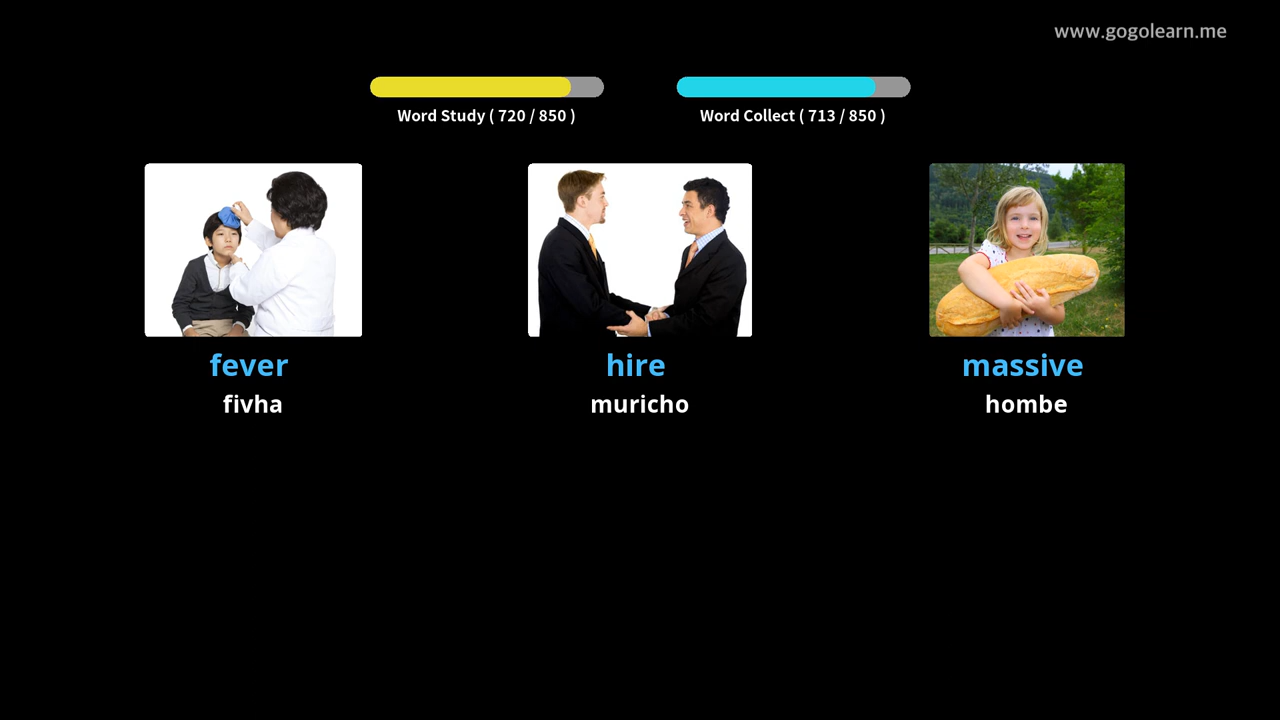 www.gogolearn.me
Word Study ( 720 / 850 )
Word Collect ( 713 / 850 )
fever
fivha
hire
muricho
massive
hombe